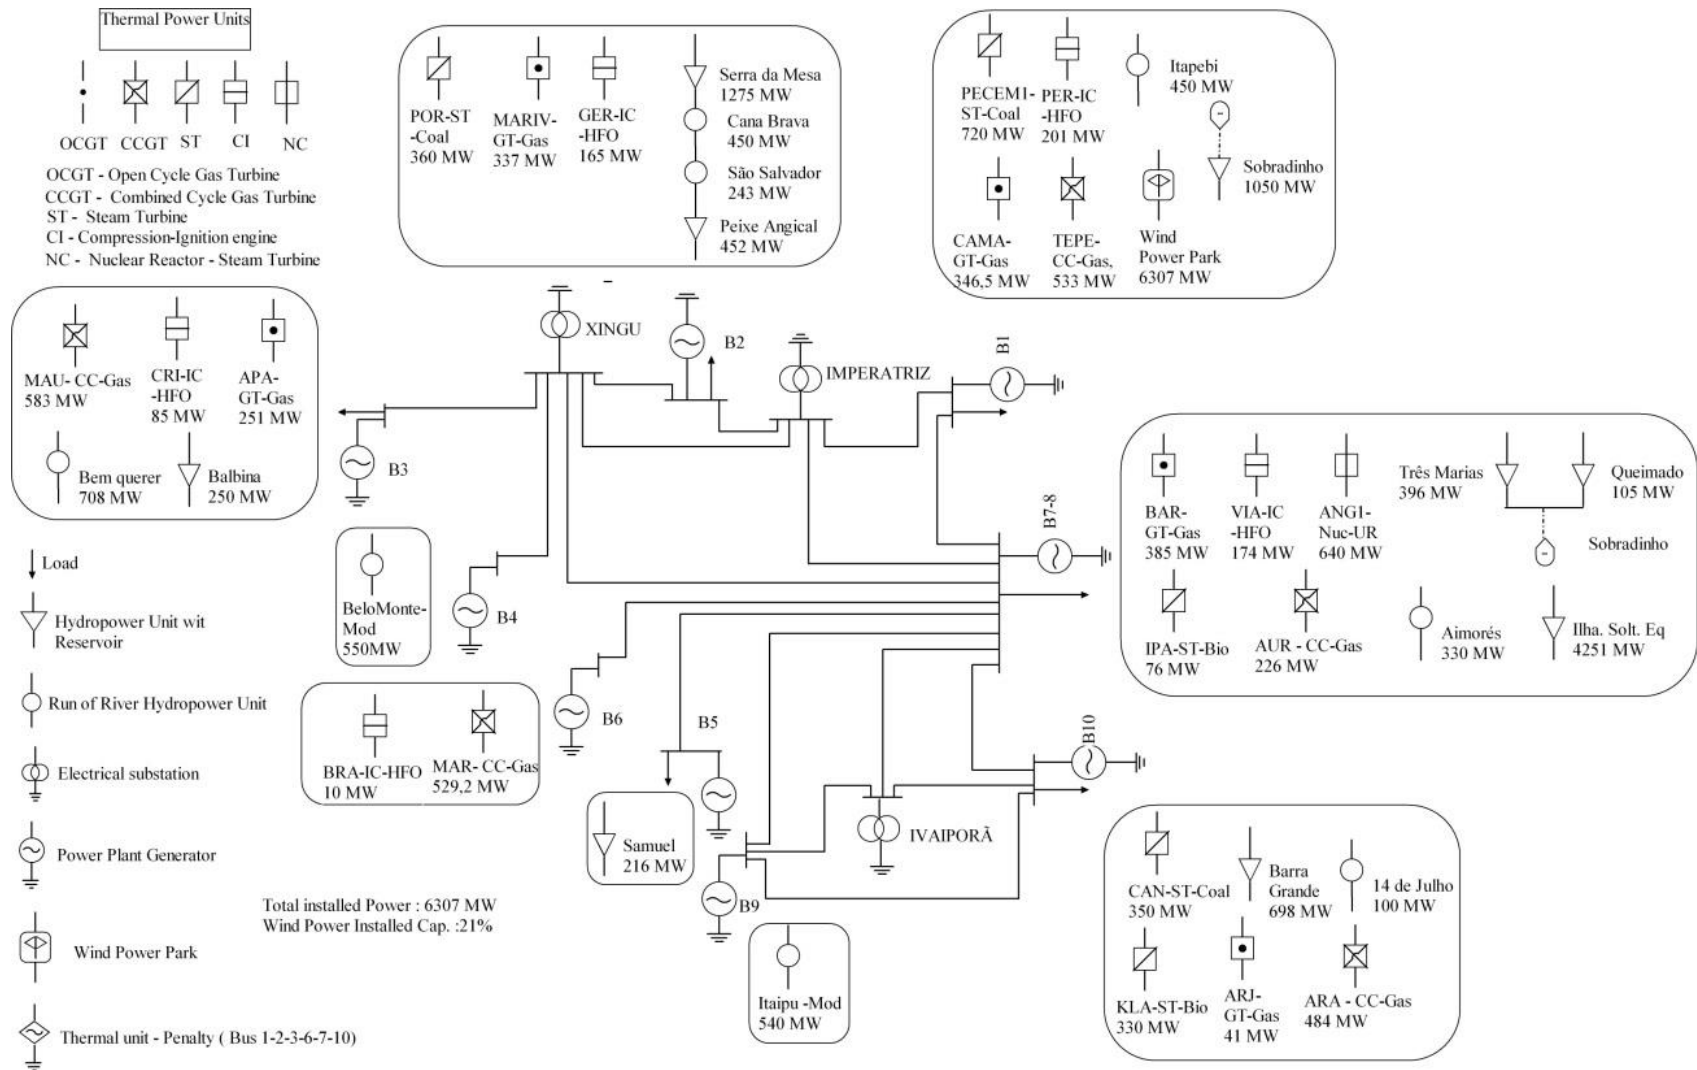 Thermal Power Units
OCGT
CCGT
ST
CI
NC
OCGT - Open Cycle Gas Turbine
CCGT - Combined Cycle Gas Turbine
ST - Steam Turbine
CI - Compression-Ignition engine
NC - Nuclear Reactor - Steam Turbine
POR-ST
-Coal
360 MW
MARIV-
GT-Gas
337 MW
GER-IC
-HFO
165 MW
Serra da Mesa
1275 MW
Cana Brava
450 MW
São Salvador
243 MW
Peixe Angical
452 MW
PECEM1-
ST-Coal
720 MW
PER-IC
-HFO
201 MW
Itapebi
450 MW
Sobradinho
1050 MW
CAMA-
GT-Gas
346,5 MW
TEPE-
CC-Gas,
533 MW
Wind
Power Park
6307 MW
MAU- CC-Gas
583 MW
CRI-IC
-HFO
85 MW
APA-
GT-Gas
251 MW
Bem querer
708 MW
Balbina
250 MW
XINGU
B2
IMPERATRIZ
B1
B3
B4
B7-8
B6
B5
B10
B9
IVAIPORÃ
BeloMonte-
Mod
550MW
BRA-IC-HFO
10 MW
MAR- CC-Gas
529,2 MW
Samuel
216 MW
Itaipu -Mod
540 MW
BAR-
GT-Gas
385 MW
VIA-IC
-HFO
174 MW
ANG1-
Nuc-UR
640 MW
Três Marias
396 MW
Queimado
105 MW
Sobradinho
IPA-ST-Bio
76 MW
AUR - CC-Gas
226 MW
Aimorés
330 MW
Ilha. Solt. Eq
4251 MW
CAN-ST-Coal
350 MW
Barra
Grande
698 MW
14 de Julho
100 MW
KLA-ST-Bio
330 MW
ARJ-
GT-Gas
41 MW
ARA - CC-Gas
484 MW
Load
Hydropower Unit wit
Reservoir
Run of River Hydropower Unit
Electrical substation
Power Plant Generator
Wind Power Park
Thermal unit - Penalty ( Bus 1-2-3-6-7-10)
Total installed Power : 6307 MW
Wind Power Installed Cap. :21%